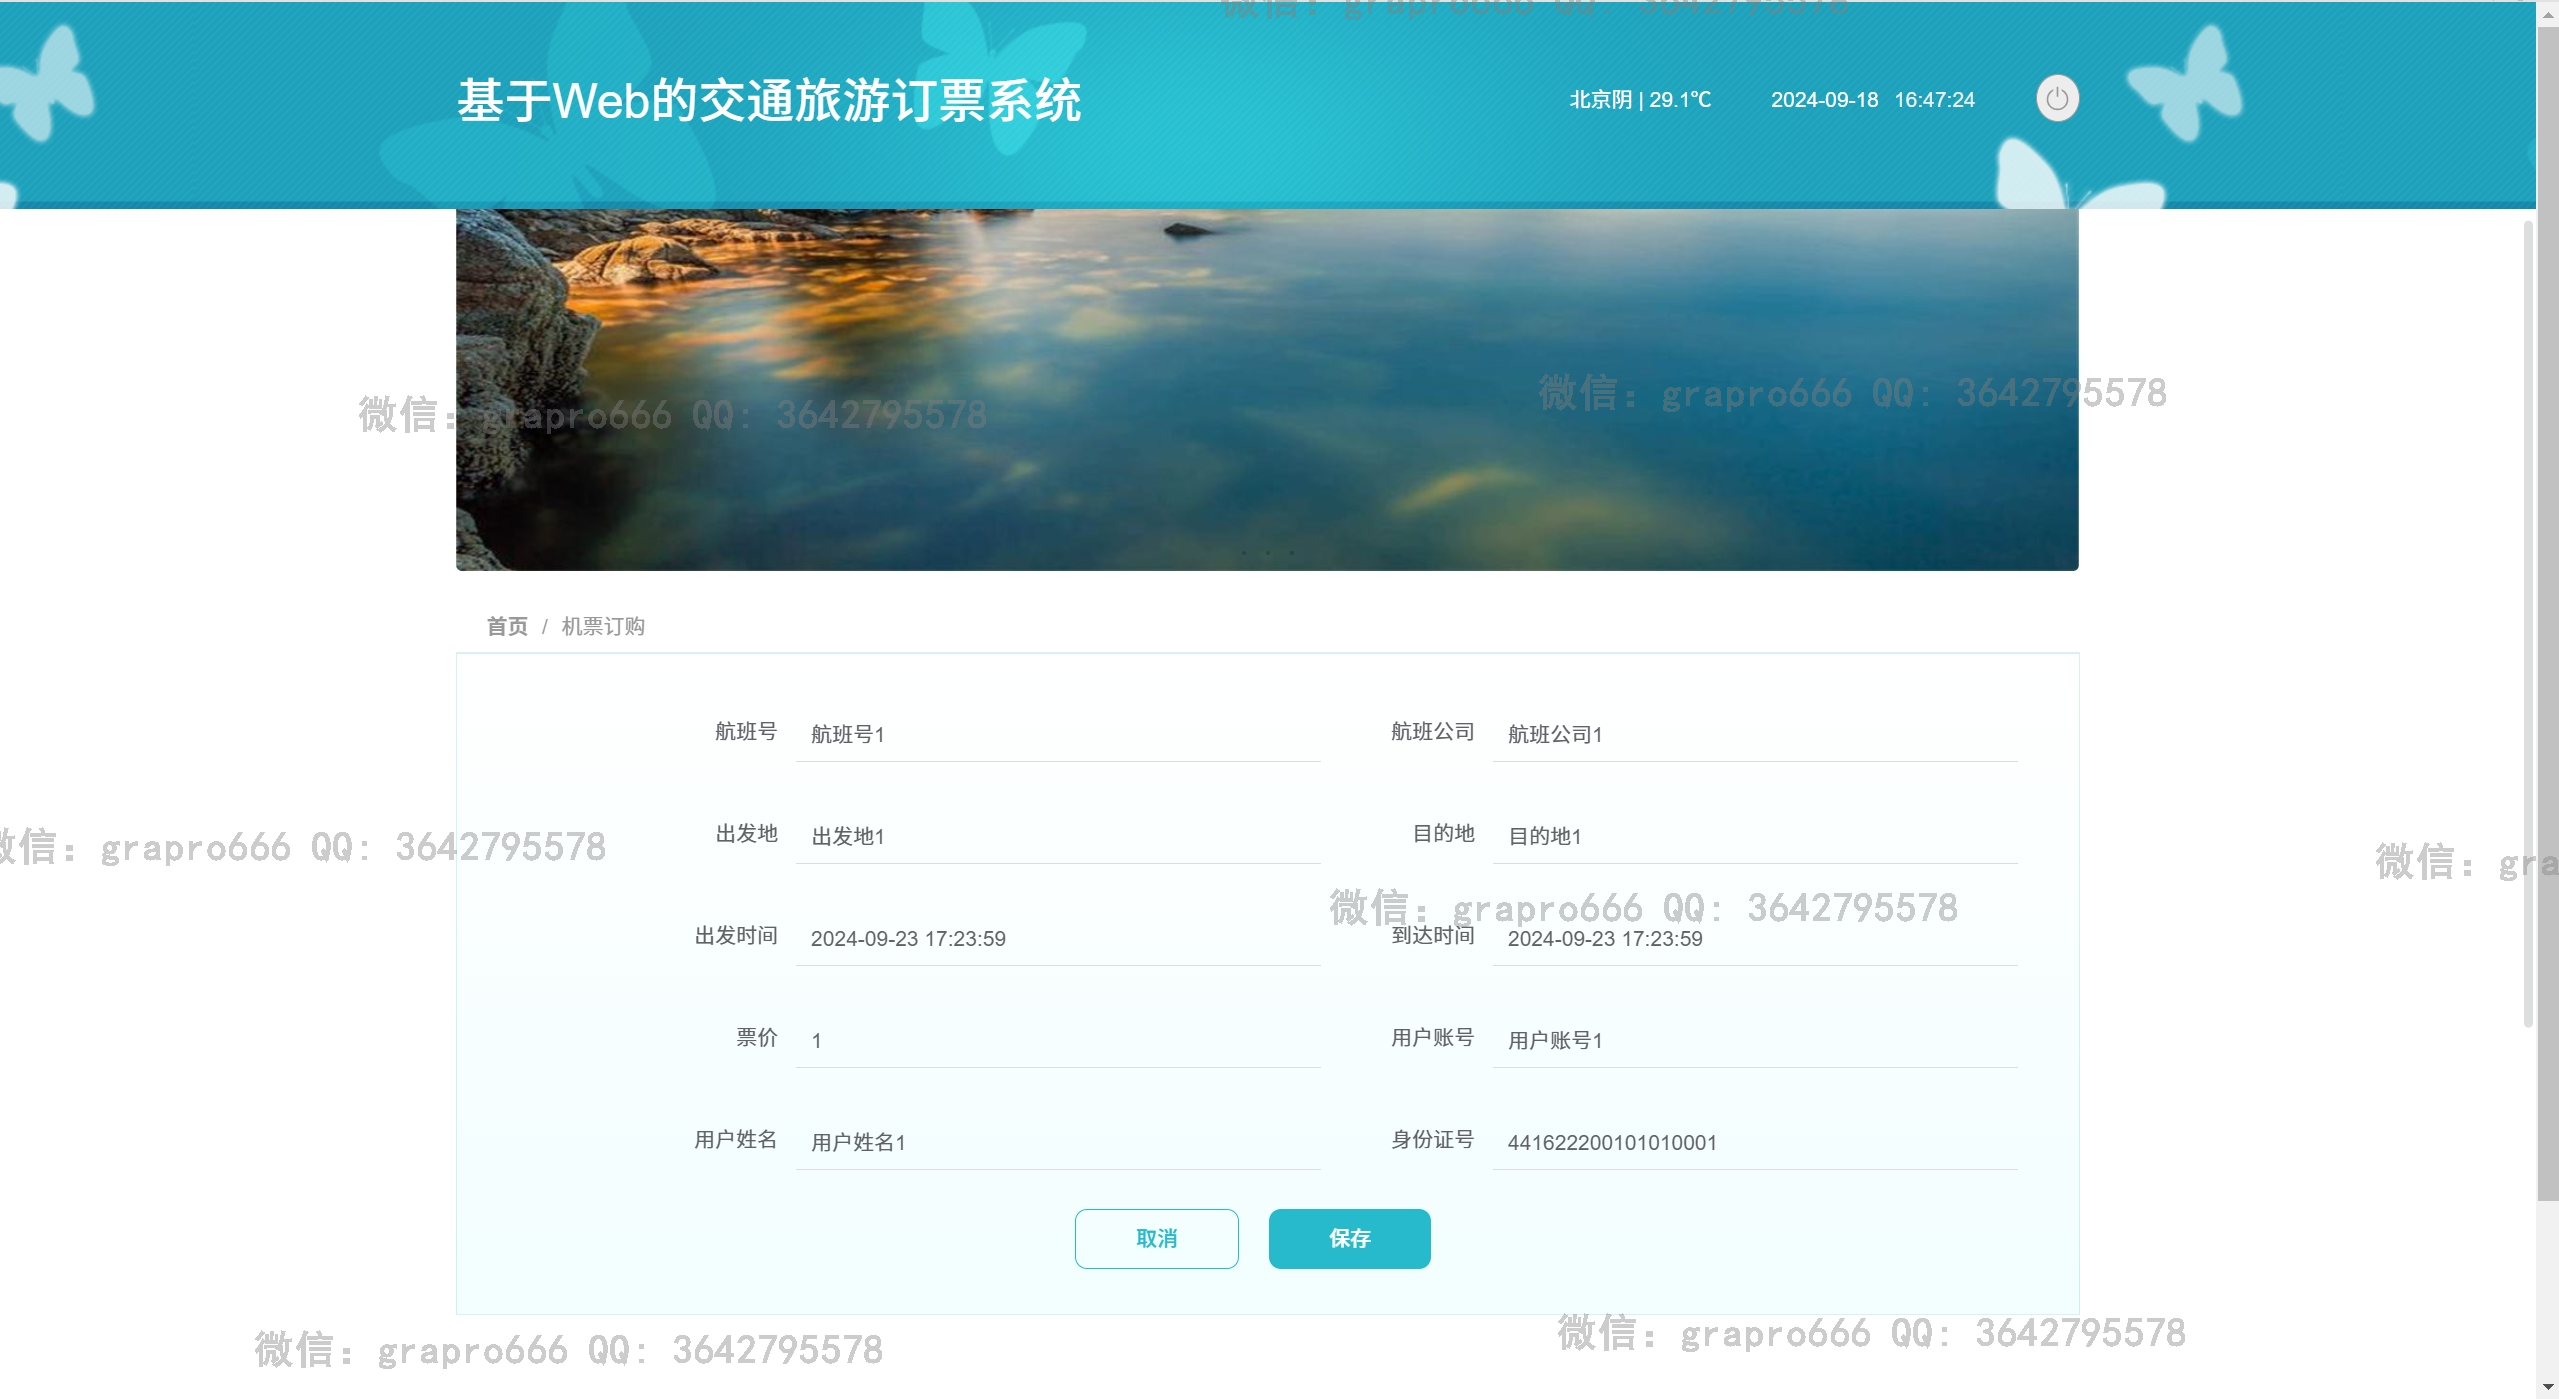 微信: grapro666 QQ: 3642795578
基于Web的交通旅游订票系统
北京阴 | 29.1℃ 2024-09-18 16:47:24
微信: grapro666 QQ: 3642795578
微信: grapro666 QQ: 3642795578
首页 / 机票订购
航班号 航班号1 航班公司 航班公司1
出发地 出发地1 目的地 目的地1
微信: grapro666 QQ: 3642795578
微信: gra
微信: grapro666 QQ: 3642795578
出发时间 2024-09-23 17:23:59 到达时间 2024-09-23 17:23:59
票价 1 用户账号 用户账号1
用户姓名 用户姓名1 身份证号 441622200101010001
取消 保存
微信: grapro666 QQ: 3642795578
微信: grapro666 QQ: 3642795578